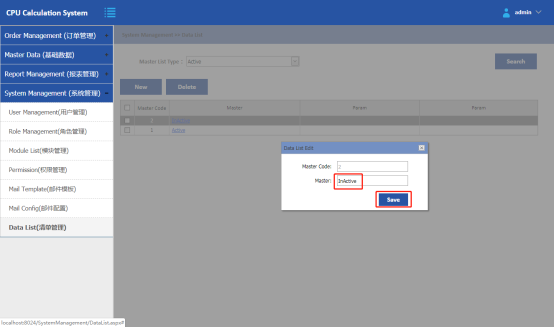 CPU Calculation System
admin
Order Management (订单管理)
Master Data (基础数据)
Report Management (报表管理)
System Management (系统管理)
User Management(用户管理)
Role Management(角色管理)
Module List(模块管理)
Permission(权限管理)
Mail Template(邮件模板)
Mail Config(邮件配置)
Data List(清单管理)
System Management >> Data List
Master List Type : Active
Search
New
Delete
Master Code Master Param Param
2 InActive
1 Active
Data List Edit
Master Code: 2
Master: InActive
Save
localhost:8024/SystemManagement/DataList.aspx#